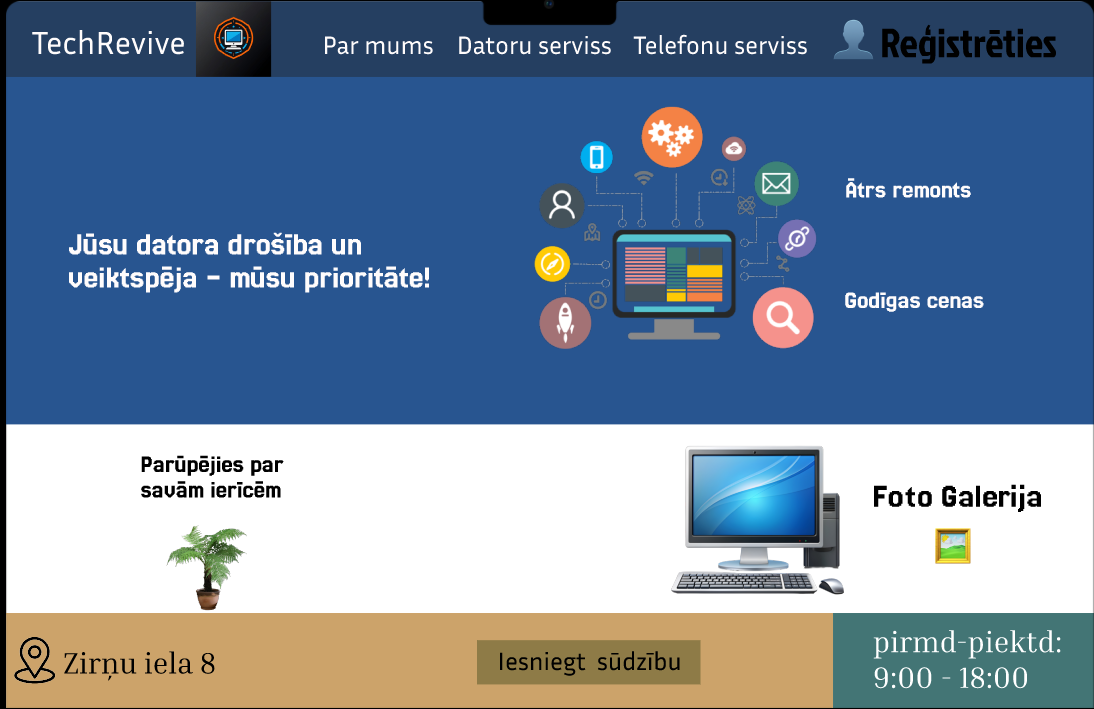 TechRevive
Par mums
Datoru serviss
Telefonu serviss
Reģistrēties
Jūsu datora drošība un
veiktspēja – mūsu prioritāte!
Ātrs remonts
Godīgas cenas
Parūpējies par
savām ierīcēm
Foto Galerija
Zirņu iela 8
Iesniegt sūdzību
pirmd-piektd:
9:00 - 18:00